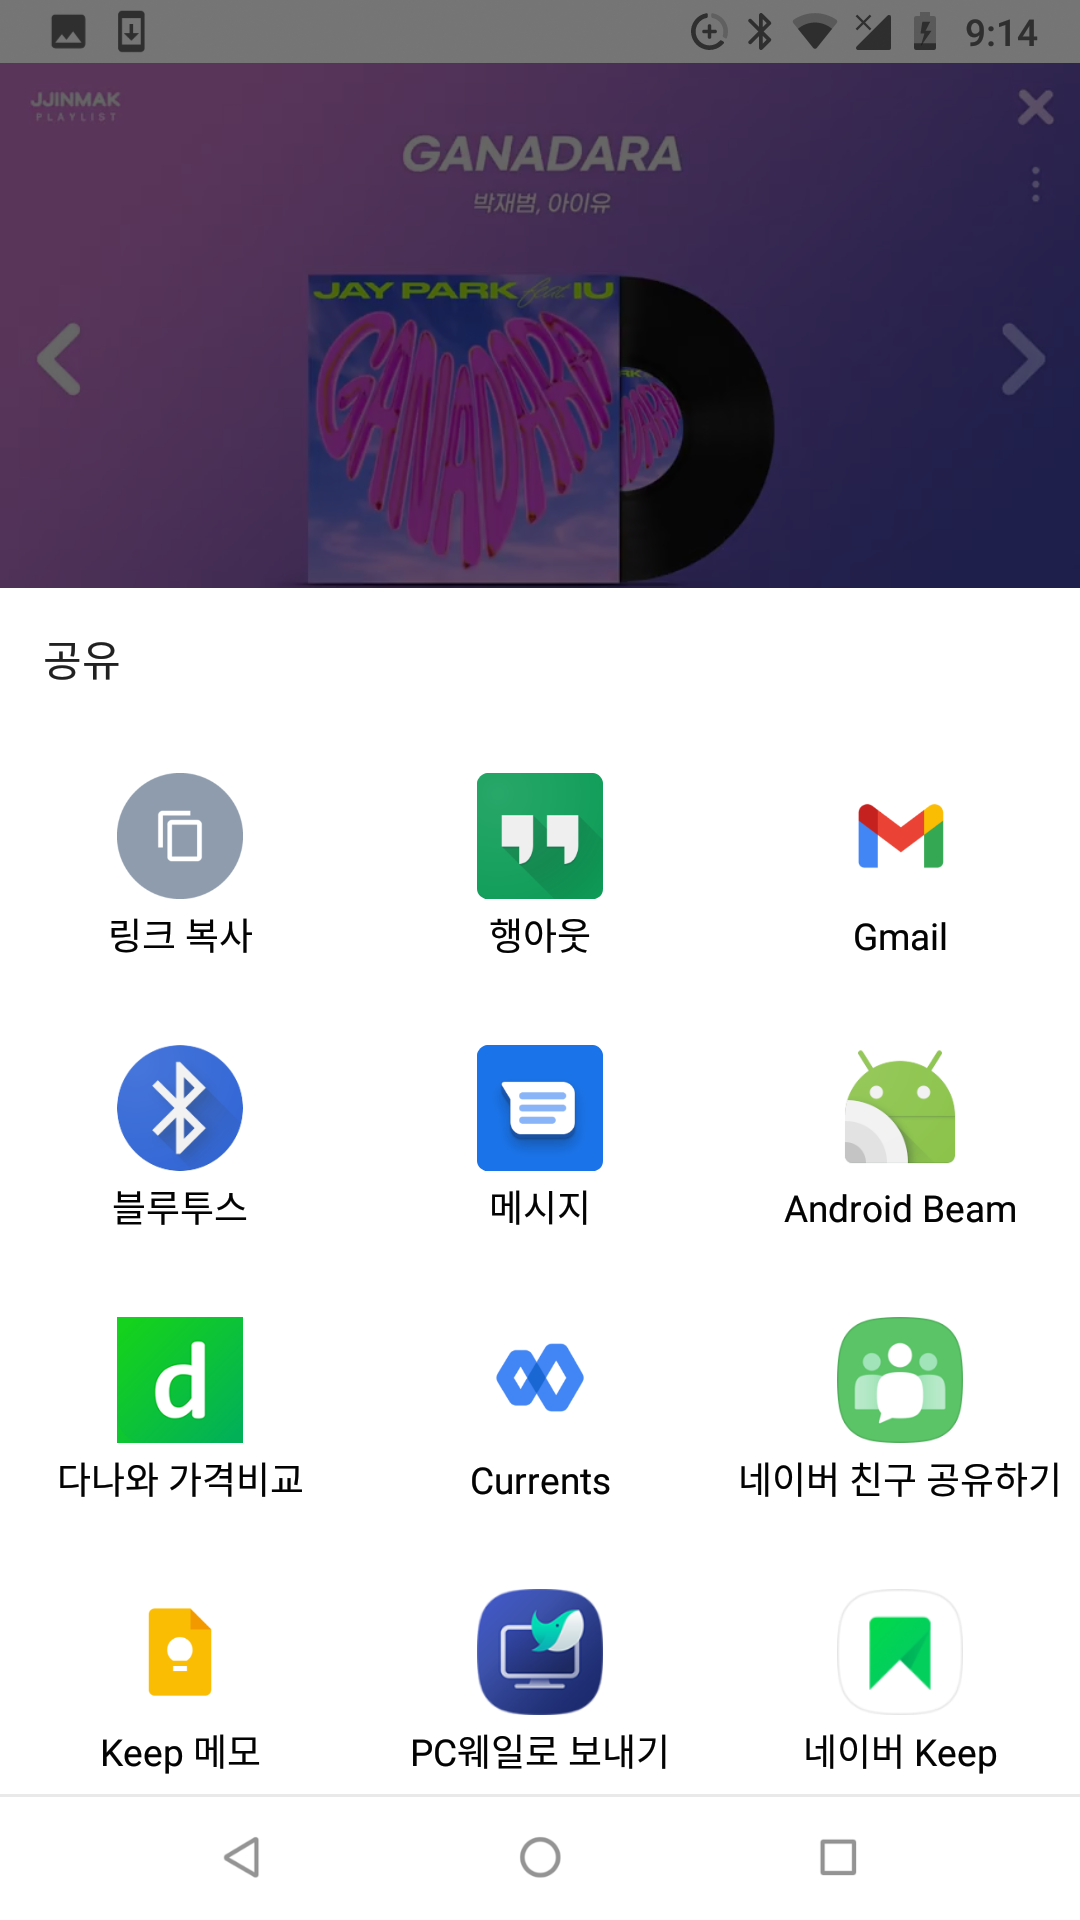 9:14
JJINMAK
PLAYLIST
GANADARA
박재범, 아이유
JAY PARK feat. IU
GANADARA
공유
링크 복사
행아웃
Gmail
블루투스
메시지
Android Beam
다나와 가격비교
Currents
네이버 친구 공유하기
Keep 메모
PC웨일로 보내기
네이버 Keep